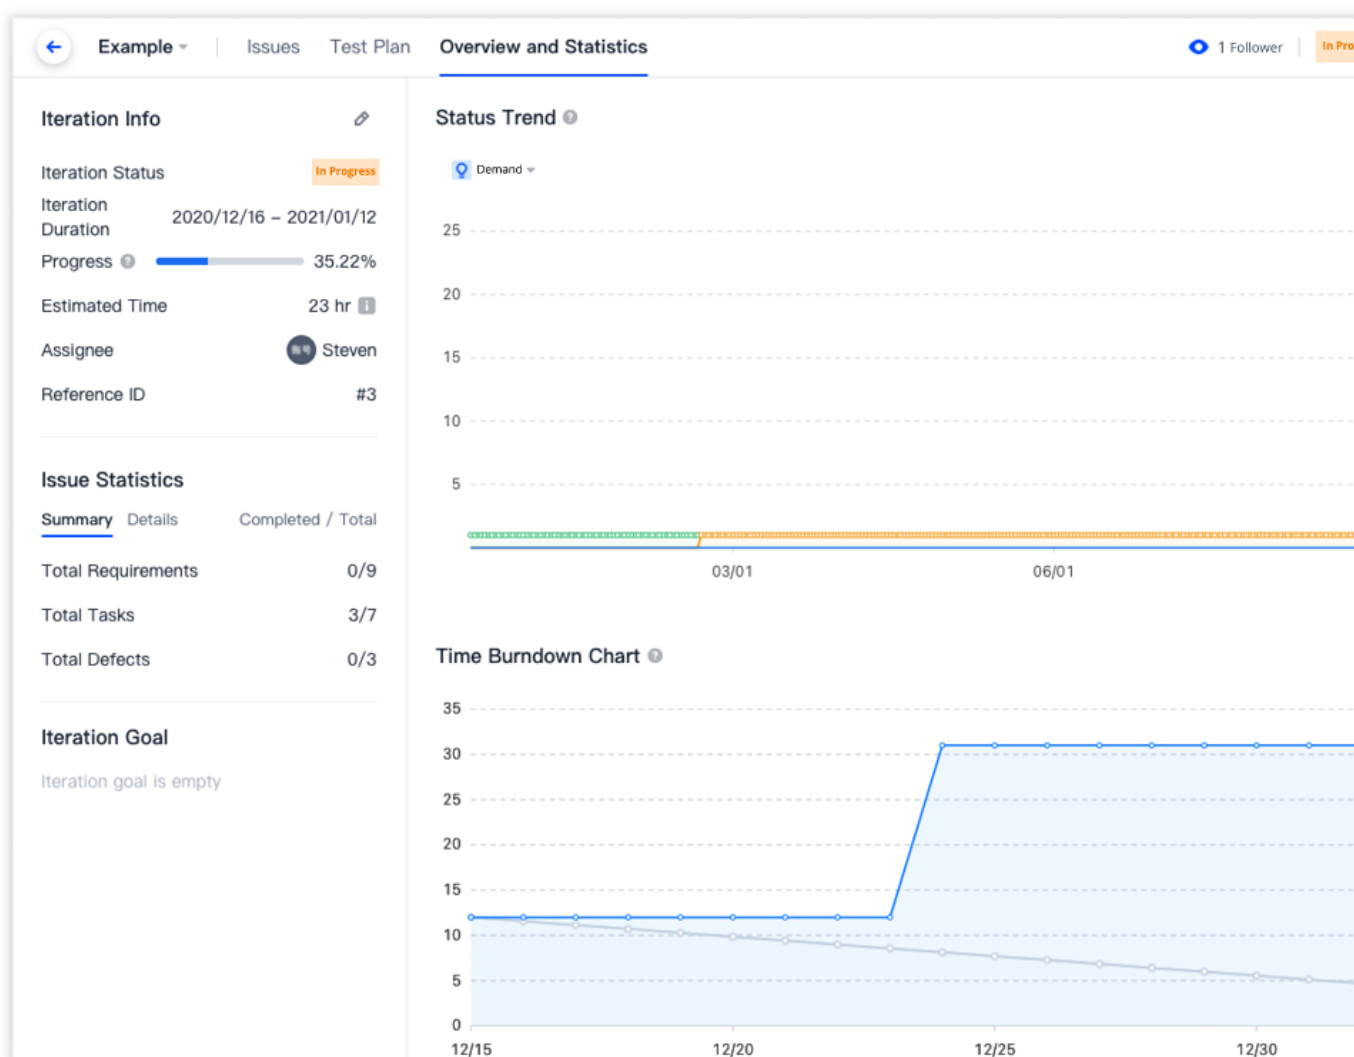 Example Issues Test Plan Overview and Statistics 1 Follower In Pro
Iteration Info
Iteration Status In Progress
Iteration Duration 2020/12/16 – 2021/01/12
Progress 35.22%
Estimated Time 23 hr
Assignee Steven
Reference ID #3
Issue Statistics
Summary Details Completed / Total
Total Requirements 0/9
Total Tasks 3/7
Total Defects 0/3
Iteration Goal
Iteration goal is empty
Status Trend
Demand
25
20
15
10
5
03/01 06/01
Time Burndown Chart
35
30
25
20
15
10
5
0
12/15 12/20 12/25 12/30